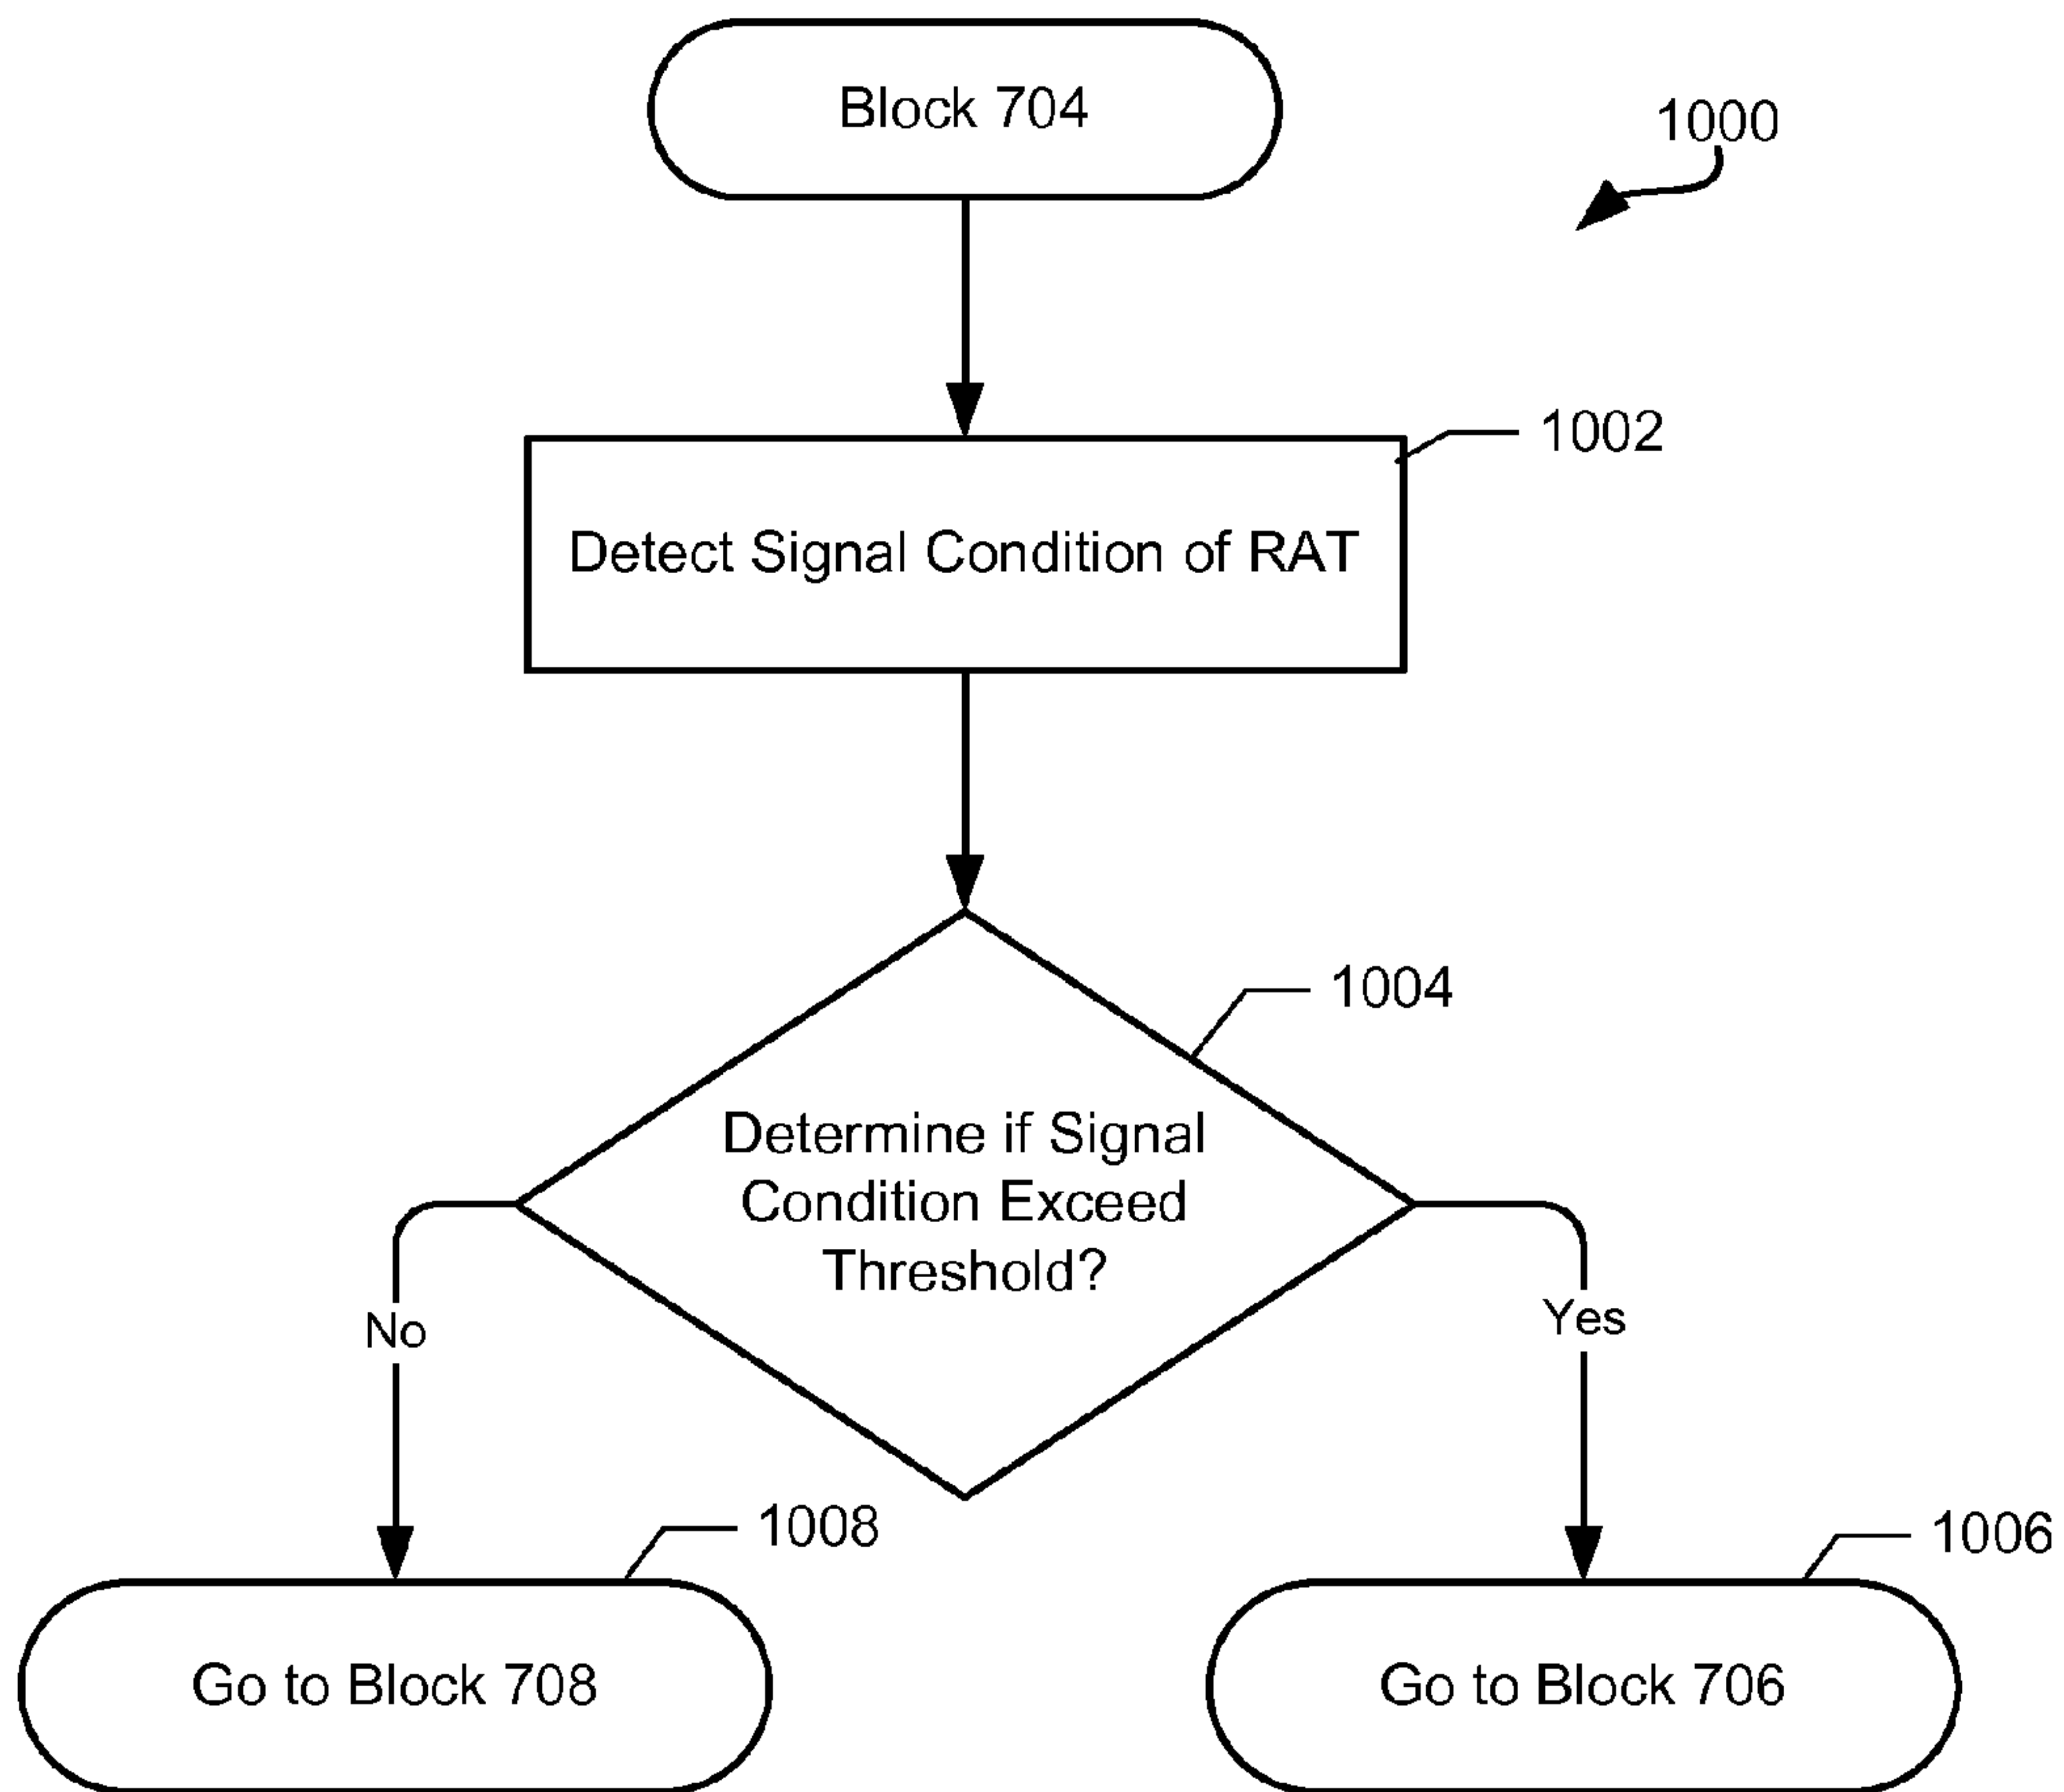 Block 704
1000
1002
Detect Signal Condition of RAT
1004
Determine if Signal
Condition Exceed
Threshold?
No
Yes
1008
1006
Go to Block 708
Go to Block 706